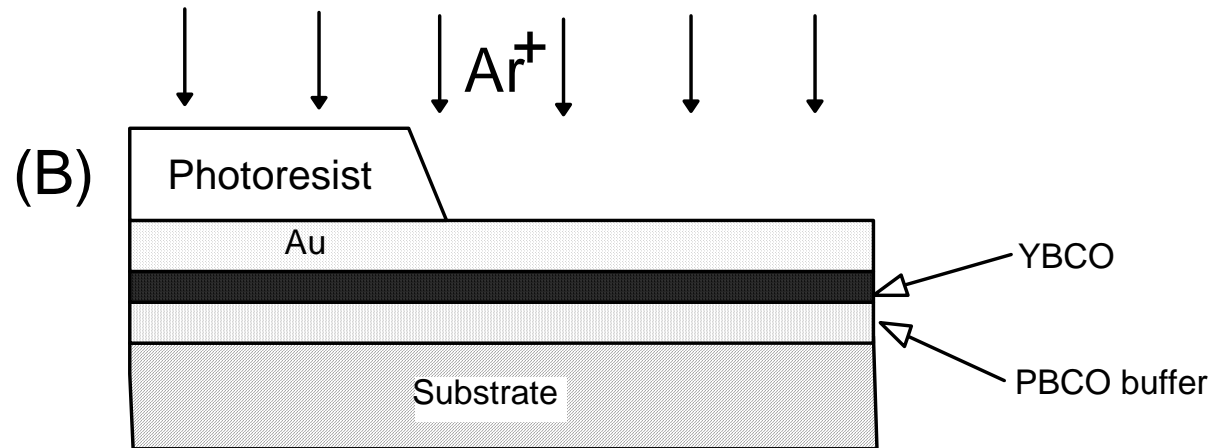 Ar+
(B)
Photoresist
Au
YBCO
PBCO buffer
Substrate